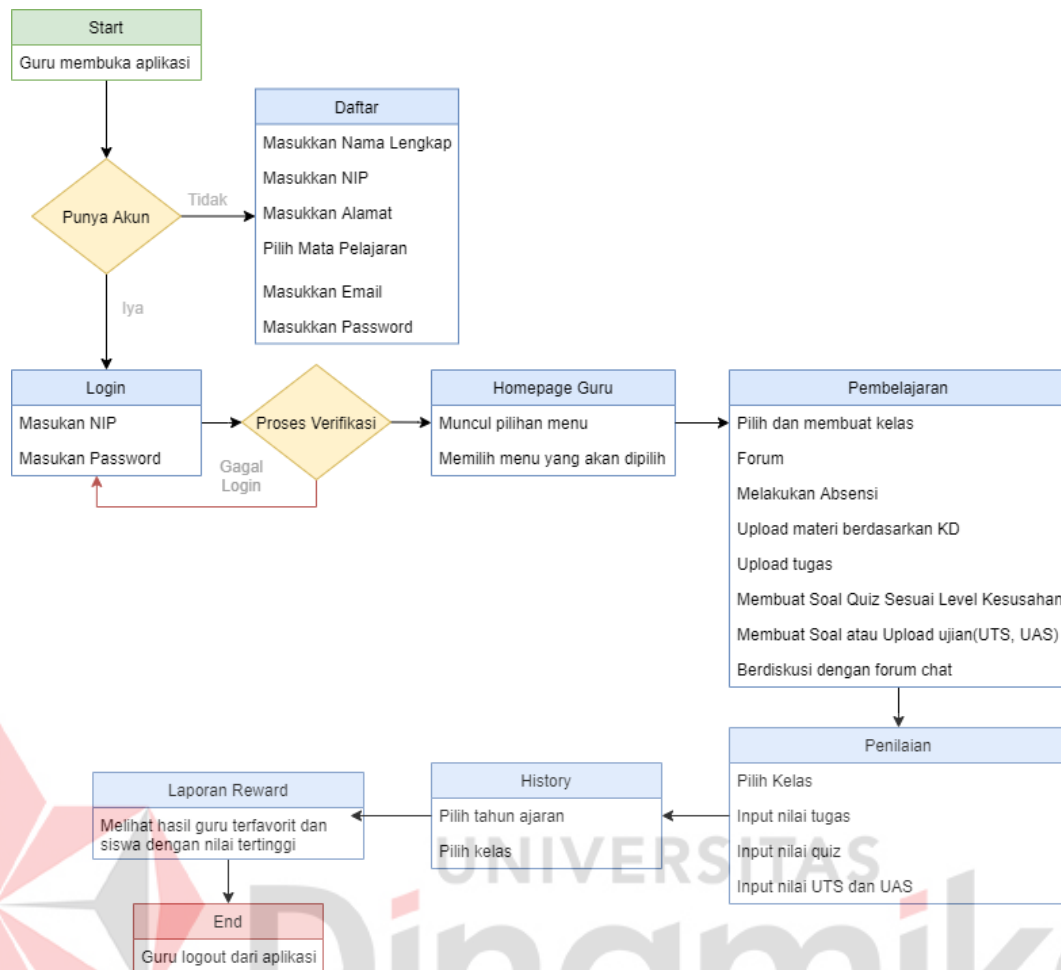 Start
Guru membuka aplikasi
Daftar
Masukkan Nama Lengkap
Masukkan NIP
Masukkan Alamat
Pilih Mata Pelajaran
Masukkan Email
Masukkan Password
Punya Akun
Tidak
Iya
Login
Masukan NIP
Masukan Password
Proses Verifikasi
Gagal
Login
Homepage Guru
Muncul pilihan menu
Memilih menu yang akan dipilih
Pembelajaran
Pilih dan membuat kelas
Forum
Melakukan Absensi
Upload materi berdasarkan KD
Upload tugas
Membuat Soal Quiz Sesuai Level Kesusahan
Membuat Soal atau Upload ujian(UTS, UAS)
Berdiskusi dengan forum chat
Penilaian
Pilih Kelas
Input nilai tugas
Input nilai quiz
Input nilai UTS dan UAS
History
Pilih tahun ajaran
Pilih kelas
Laporan Reward
Melihat hasil guru terfavorit dan
siswa dengan nilai tertinggi
End
Guru logout dari aplikasi
UNIVERSITAS
Dinamika